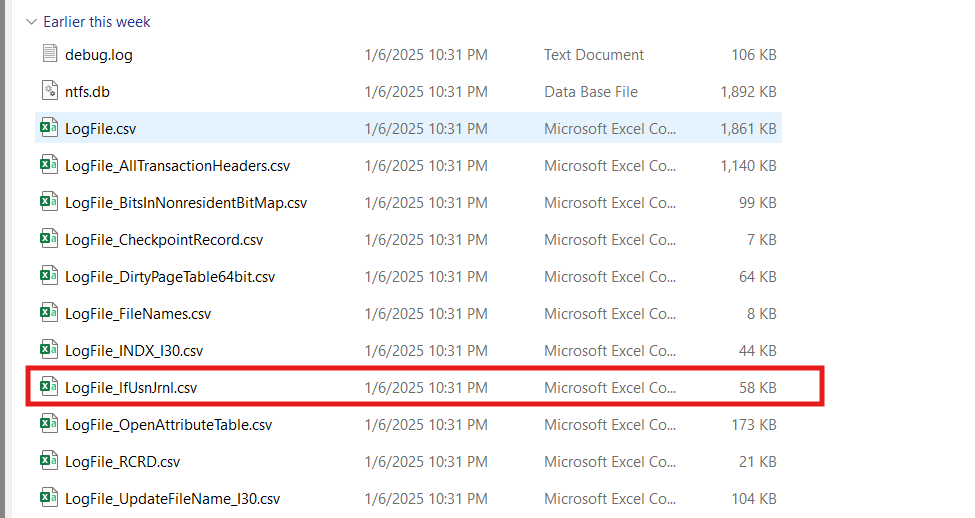 Earlier this week
debug.log 1/6/2025 10:31 PM Text Document 106 KB
ntfs.db 1/6/2025 10:31 PM Data Base File 1,892 KB
LogFile.csv 1/6/2025 10:31 PM Microsoft Excel Co... 1,861 KB
LogFile_AllTransactionHeaders.csv 1/6/2025 10:31 PM Microsoft Excel Co... 1,140 KB
LogFile_BitsInNonresidentBitMap.csv 1/6/2025 10:31 PM Microsoft Excel Co... 99 KB
LogFile_CheckpointRecord.csv 1/6/2025 10:31 PM Microsoft Excel Co... 7 KB
LogFile_DirtyPageTable64bit.csv 1/6/2025 10:31 PM Microsoft Excel Co... 64 KB
LogFile_FileNames.csv 1/6/2025 10:31 PM Microsoft Excel Co... 8 KB
LogFile_INDX_I30.csv 1/6/2025 10:31 PM Microsoft Excel Co... 44 KB
LogFile_lfUsnJrnl.csv 1/6/2025 10:31 PM Microsoft Excel Co... 58 KB
LogFile_OpenAttributeTable.csv 1/6/2025 10:31 PM Microsoft Excel Co... 173 KB
LogFile_RCRD.csv 1/6/2025 10:31 PM Microsoft Excel Co... 21 KB
LogFile_UpdateFileName_I30.csv 1/6/2025 10:31 PM Microsoft Excel Co... 104 KB